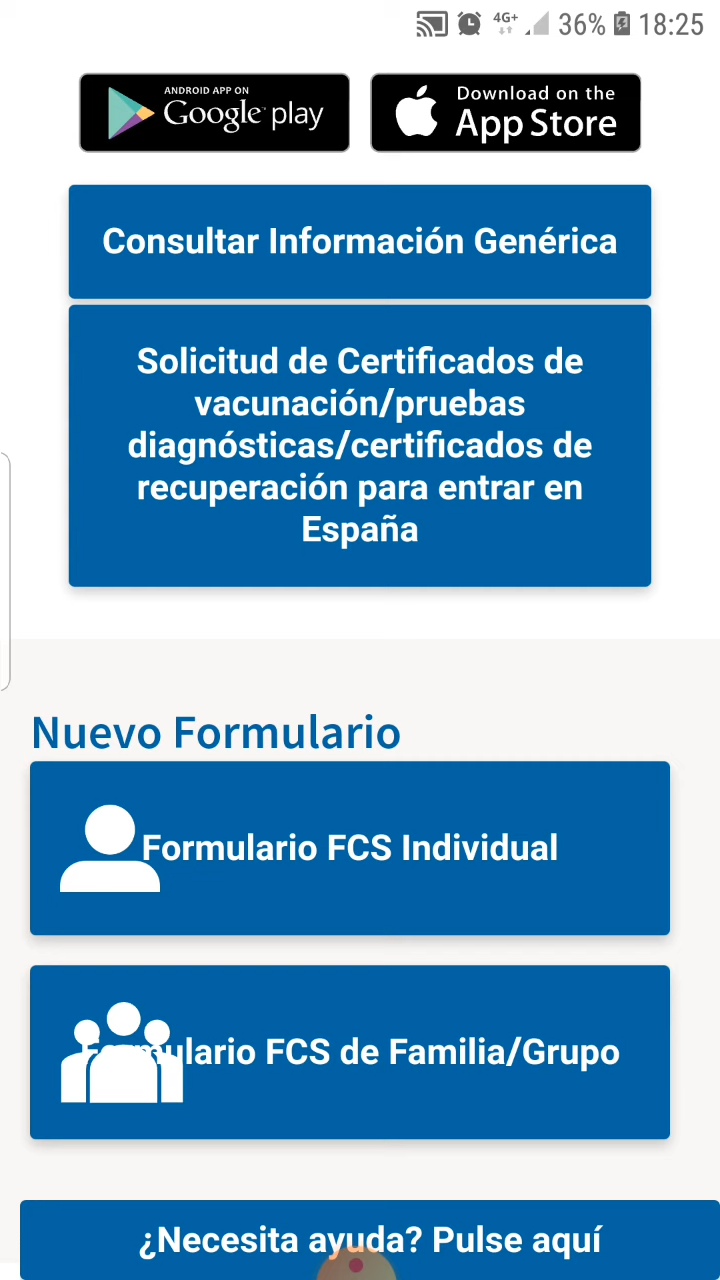 4G+ 36% 18:25
ANDROID APP ON
Google play
Download on the
App Store
Consultar Información Genérica
Solicitud de Certificados de
vacunación/pruebas
diagnósticas/certificados de
recuperación para entrar en
España
Nuevo Formulario
Formulario FCS Individual
Formulario FCS de Familia/Grupo
¿Necesita ayuda? Pulse aquí